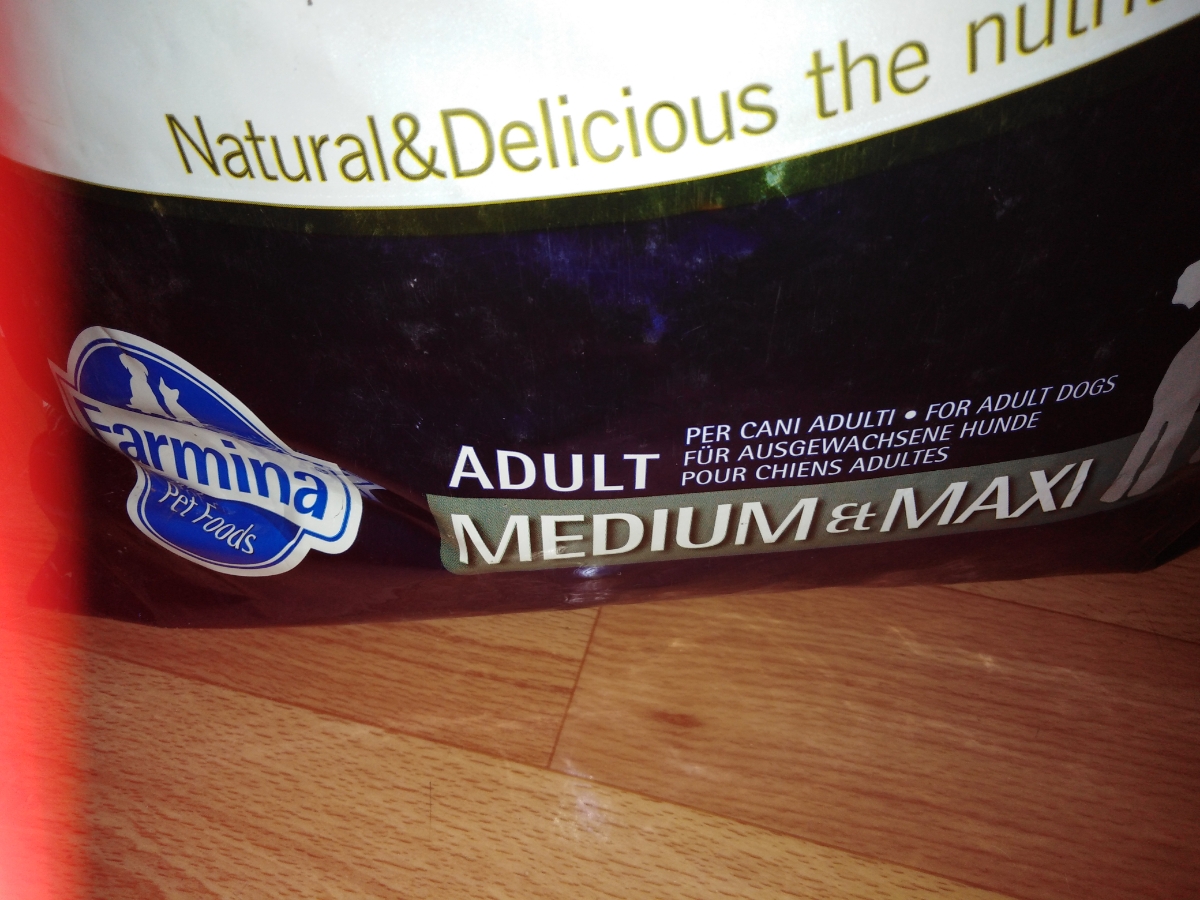 Natural&Delicious the
Farmina
Pet Foods
ADULT
PER CANI ADULTI • FOR ADULT DOGS
FÜR AUSGEWACHSENE HUNDE
POUR CHIENS ADULTES
MEDIUM & MAXI